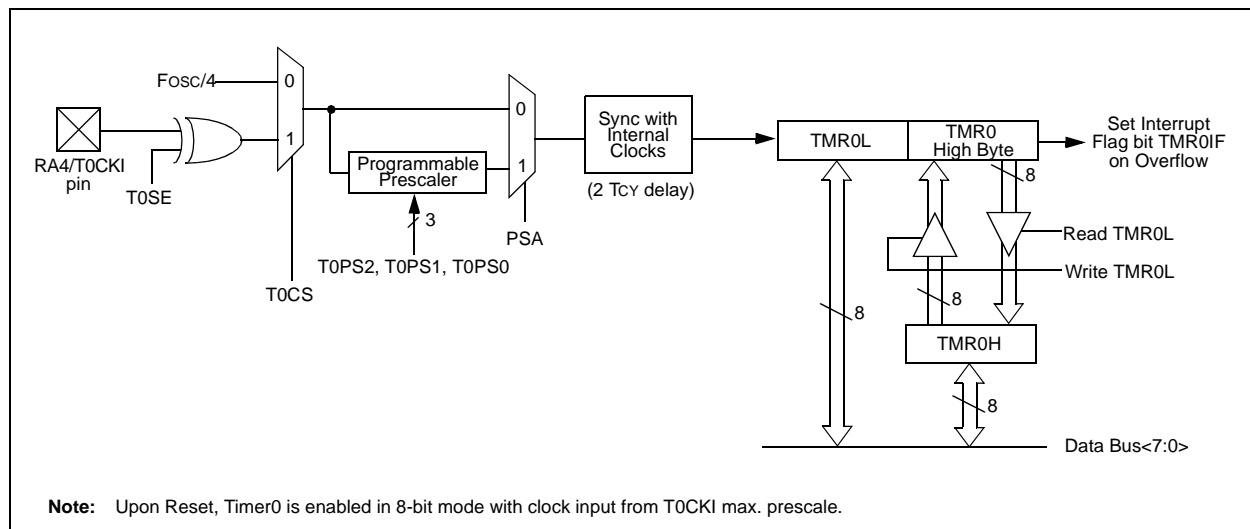 FOSC/4
RA4/T0CKI
pin
T0SE
0
1
T0CS
Programmable
Prescaler
3
T0PS2, T0PS1, T0PS0
0
1
PSA
Sync with
Internal
Clocks
(2 TCY delay)
TMR0L
TMR0
High Byte
Set Interrupt
Flag bit TMR0IF
on Overflow
8
Read TMR0L
Write TMR0L
8
8
TMR0H
8
Data Bus<7:0>
Note: Upon Reset, Timer0 is enabled in 8-bit mode with clock input from T0CKI max. prescale.